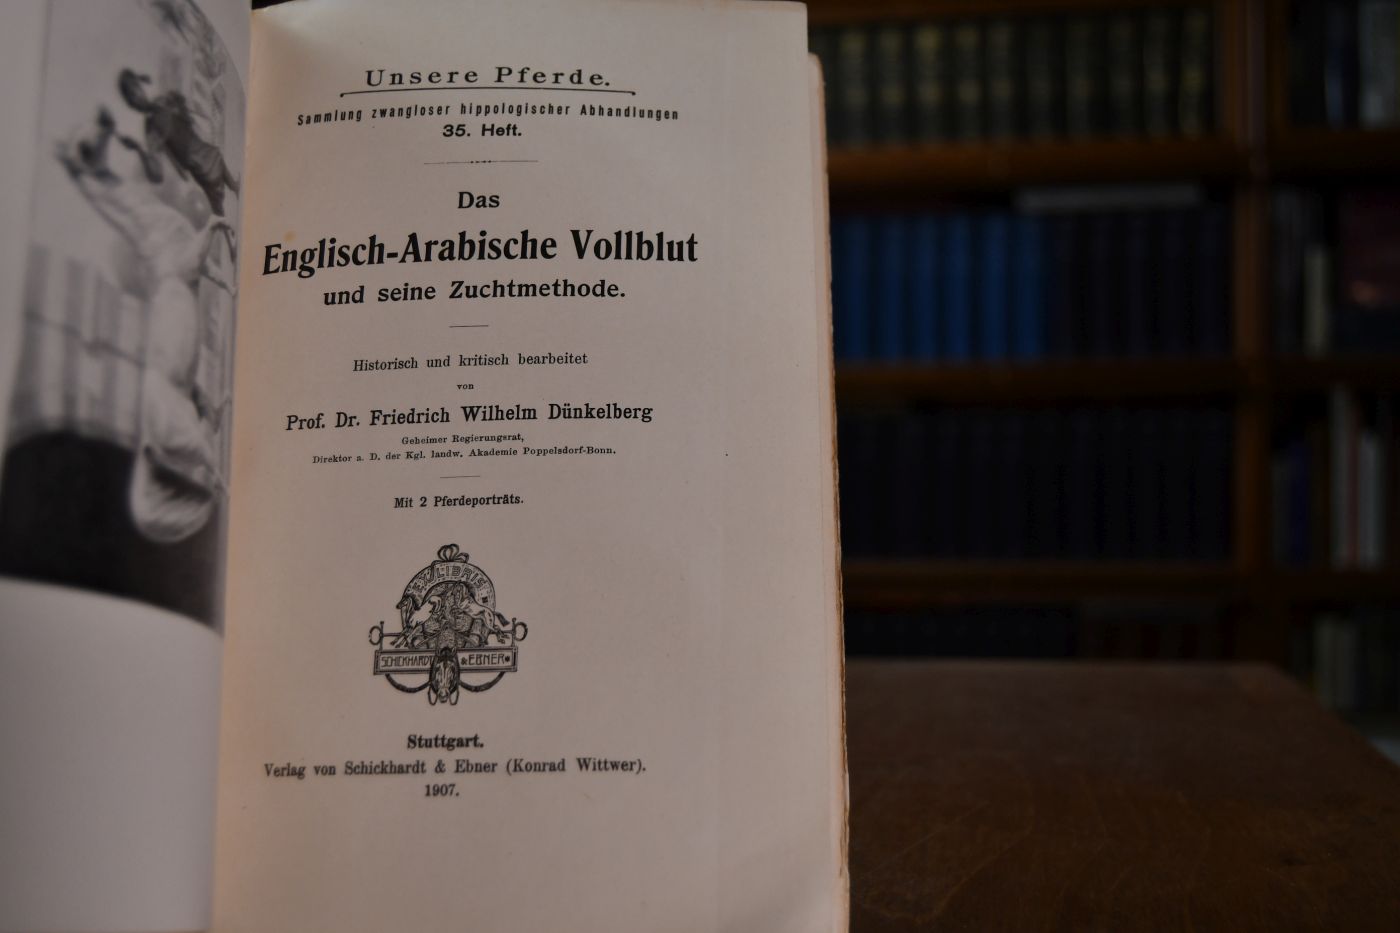 Unsere Pferde.
Sammlung zwangloser hippologischer Abhandlungen
35. Heft.
Das
Englisch-Arabische Vollblut
und seine Zuchtmethode.
Historisch und kritisch bearbeitet
von
Prof. Dr. Friedrich Wilhelm Dünkelberg
Geheimer Regierungsrat,
Direktor a. D. der Kgl. landw. Akademie Poppelsdorf-Bonn.
Mit 2 Pferdeporträts.
EX LIBRIS
SCHICKHARDT & EBNER
Stuttgart.
Verlag von Schickhardt & Ebner (Konrad Wittwer).
1907.